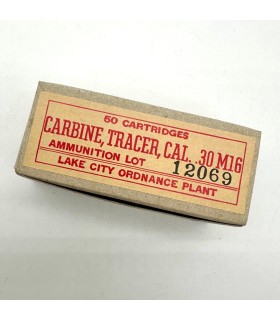 50 CARTRIDGES
CARBINE, TRACER, CAL. .30 M16
AMMUNITION LOT 12069
LAKE CITY ORDNANCE PLANT